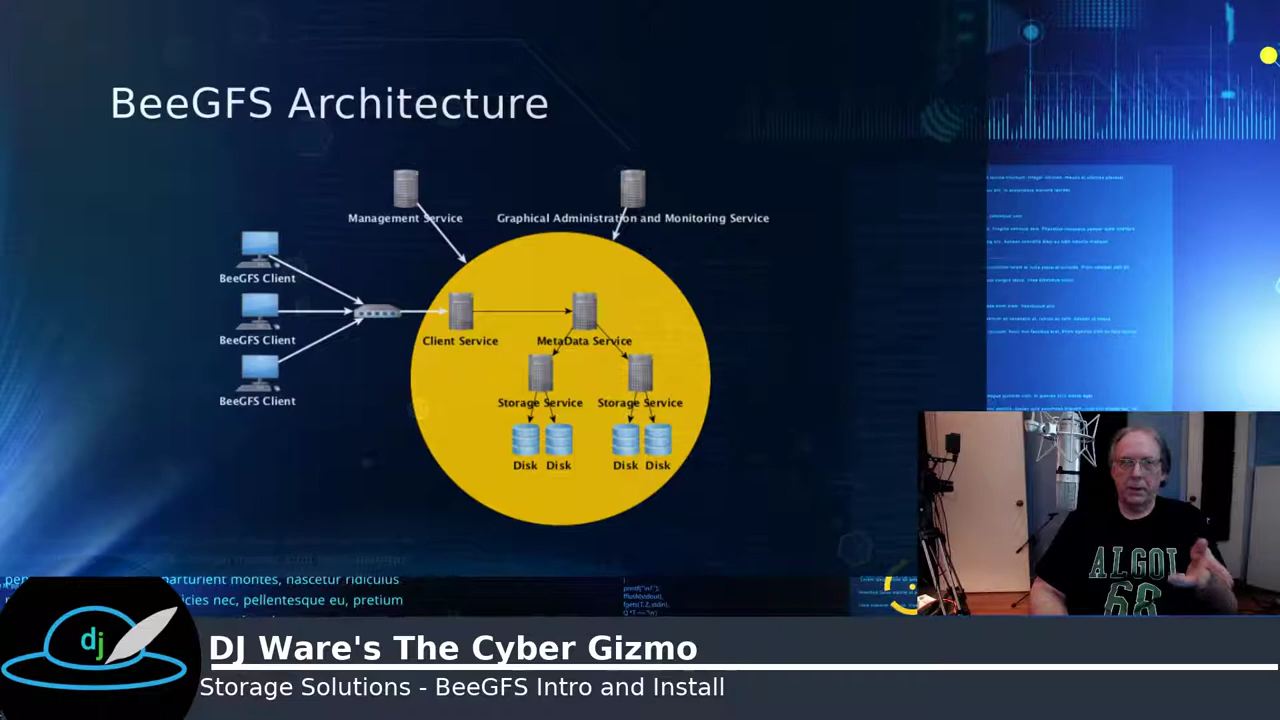 BeeGFS Architecture
Management Service
Graphical Administration and Monitoring Service
BeeGFS Client
BeeGFS Client
BeeGFS Client
Client Service
MetaData Service
Storage Service
Storage Service
Disk
Disk
Disk
Disk
ALGOL
68
parturient montes, nascetur ridiculus
icies nec, pellentesque eu, pretium
dj
DJ Ware's The Cyber Gizmo
Storage Solutions - BeeGFS Intro and Install